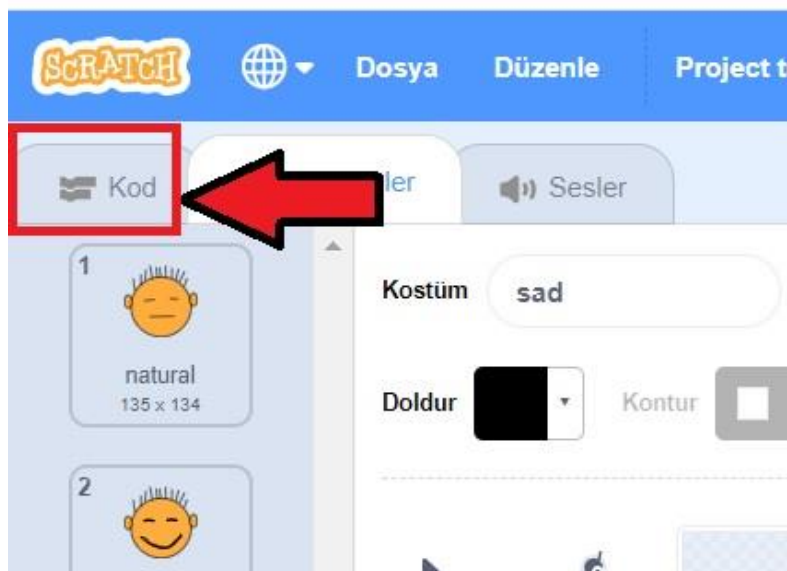 SCRATCH Dosya Düzenle Project t
Kod ler Sesler
1
natural
135 x 134
2
Kostüm sad
Doldur Kontur